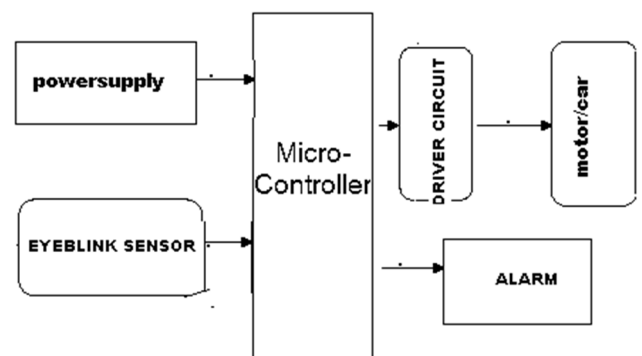 powersupply
EYEBLINK SENSOR
Micro-
Controller
DRIVER CIRCUIT
motor/car
ALARM